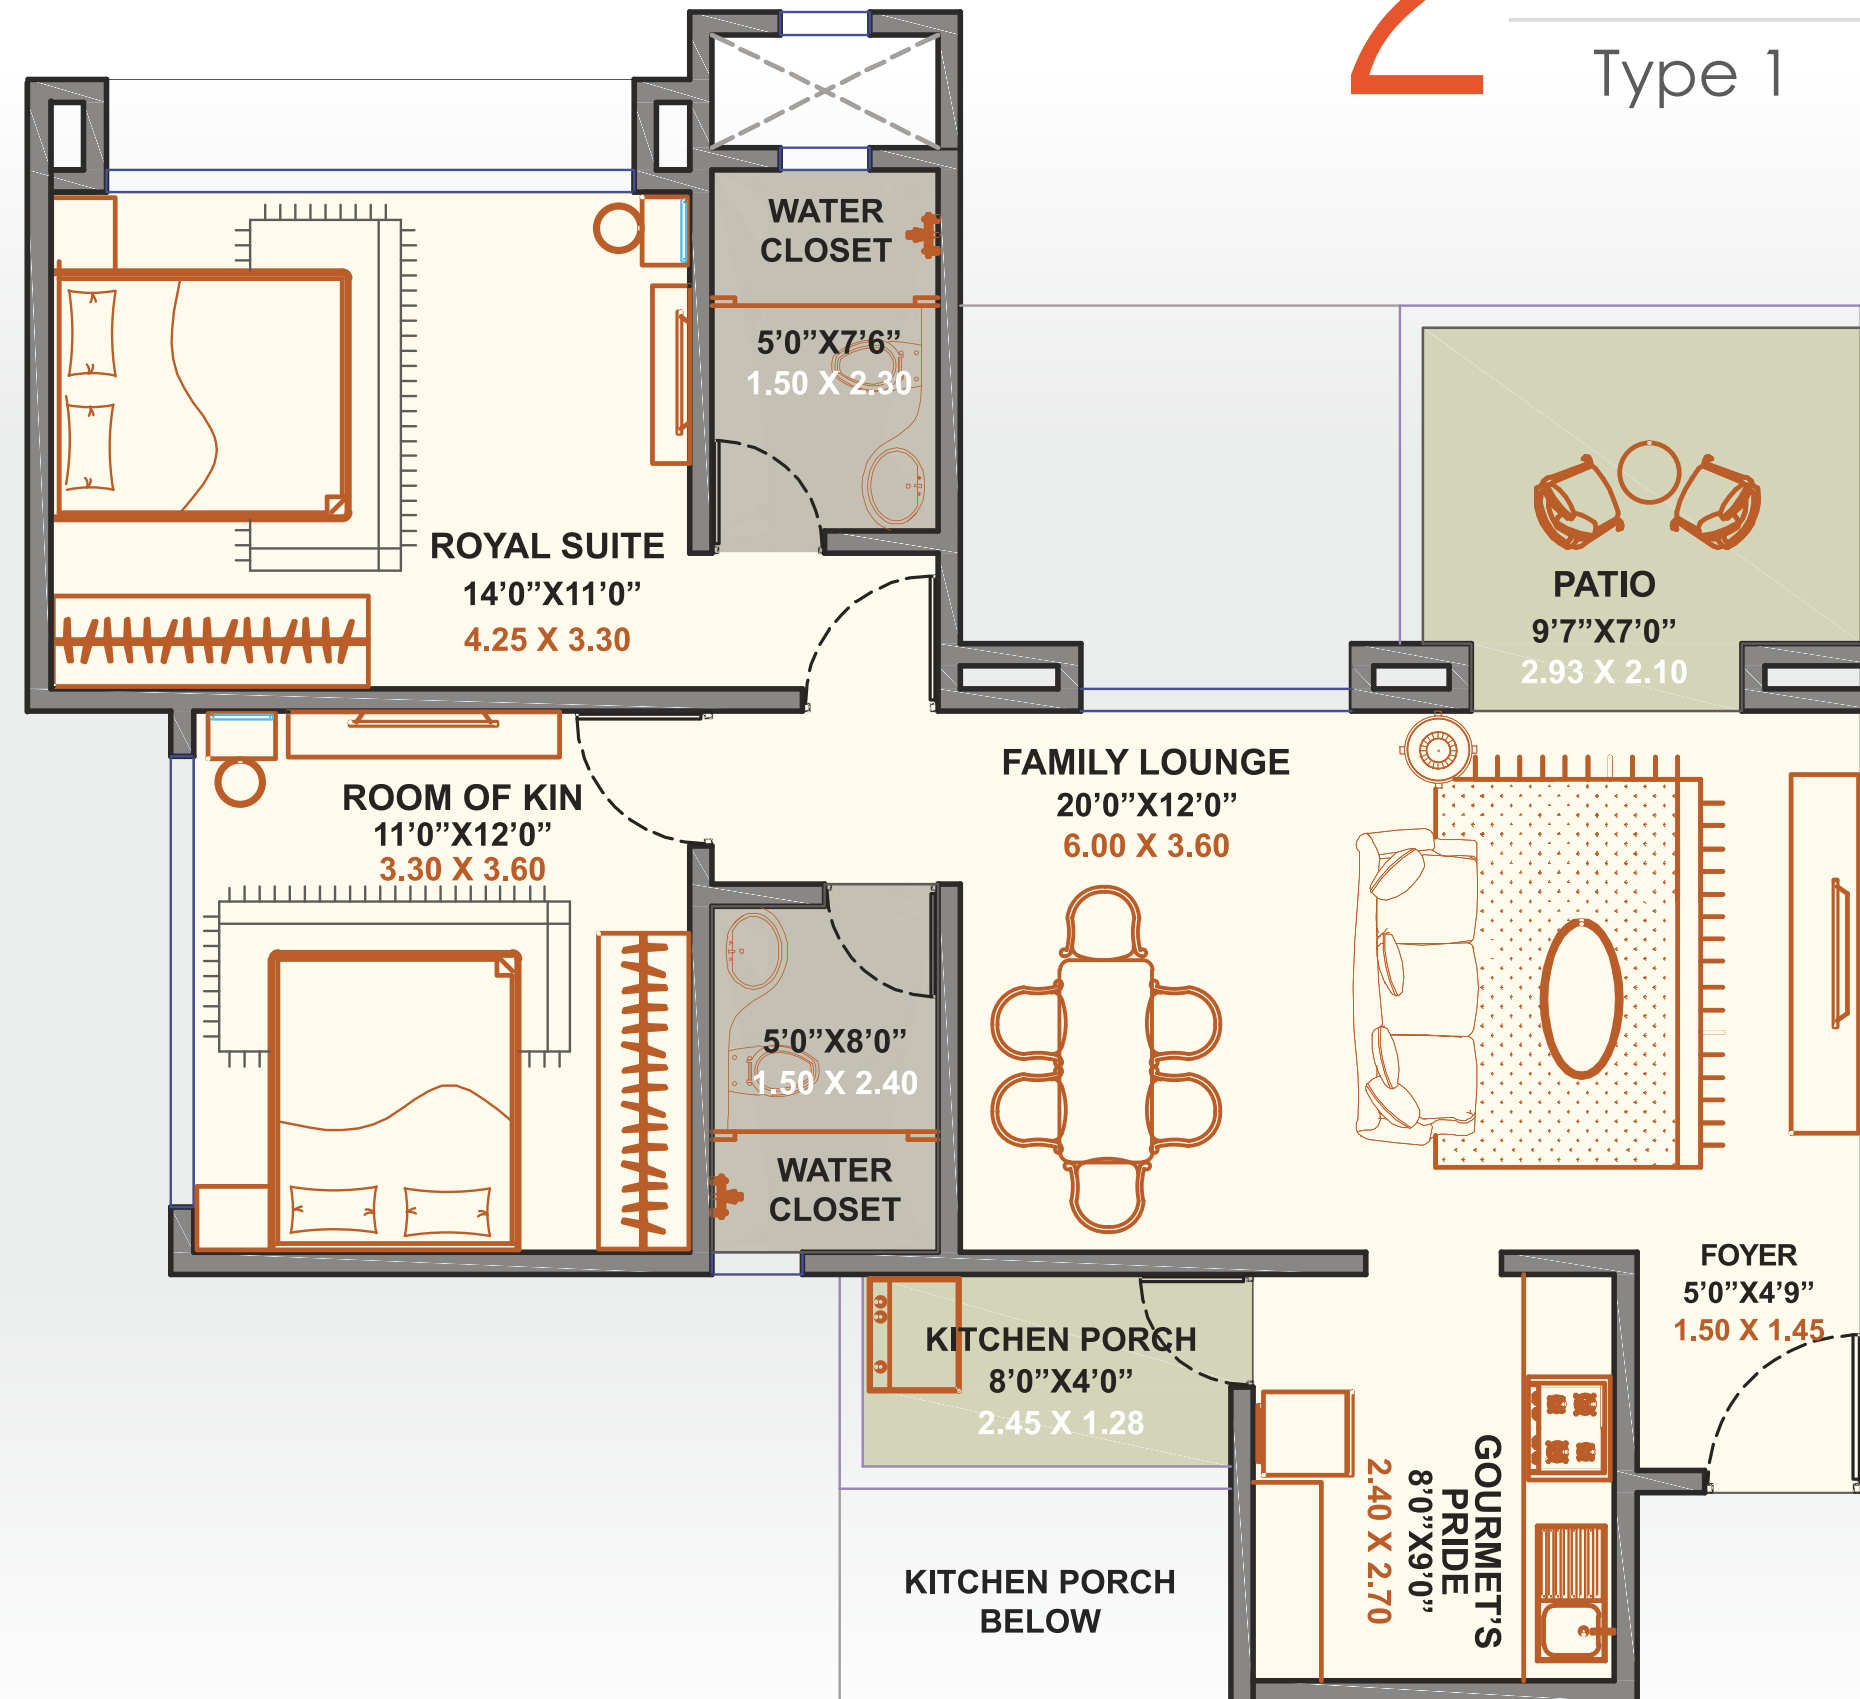 2
Type 1
WATER
CLOSET
5’0”X7’6”
1.50 X 2.30
ROYAL SUITE
14’0”X11’0”
4.25 X 3.30
PATIO
9’7”X7’0”
2.93 X 2.10
ROOM OF KIN
11’0”X12’0”
3.30 X 3.60
FAMILY LOUNGE
20’0”X12’0”
6.00 X 3.60
5’0”X8’0”
1.50 X 2.40
WATER
CLOSET
FOYER
5’0”X4’9”
1.50 X 1.45
KITCHEN PORCH
8’0”X4’0”
2.45 X 1.28
GOURMET’S
PRIDE
8’0”X9’0”
2.40 X 2.70
KITCHEN PORCH
BELOW